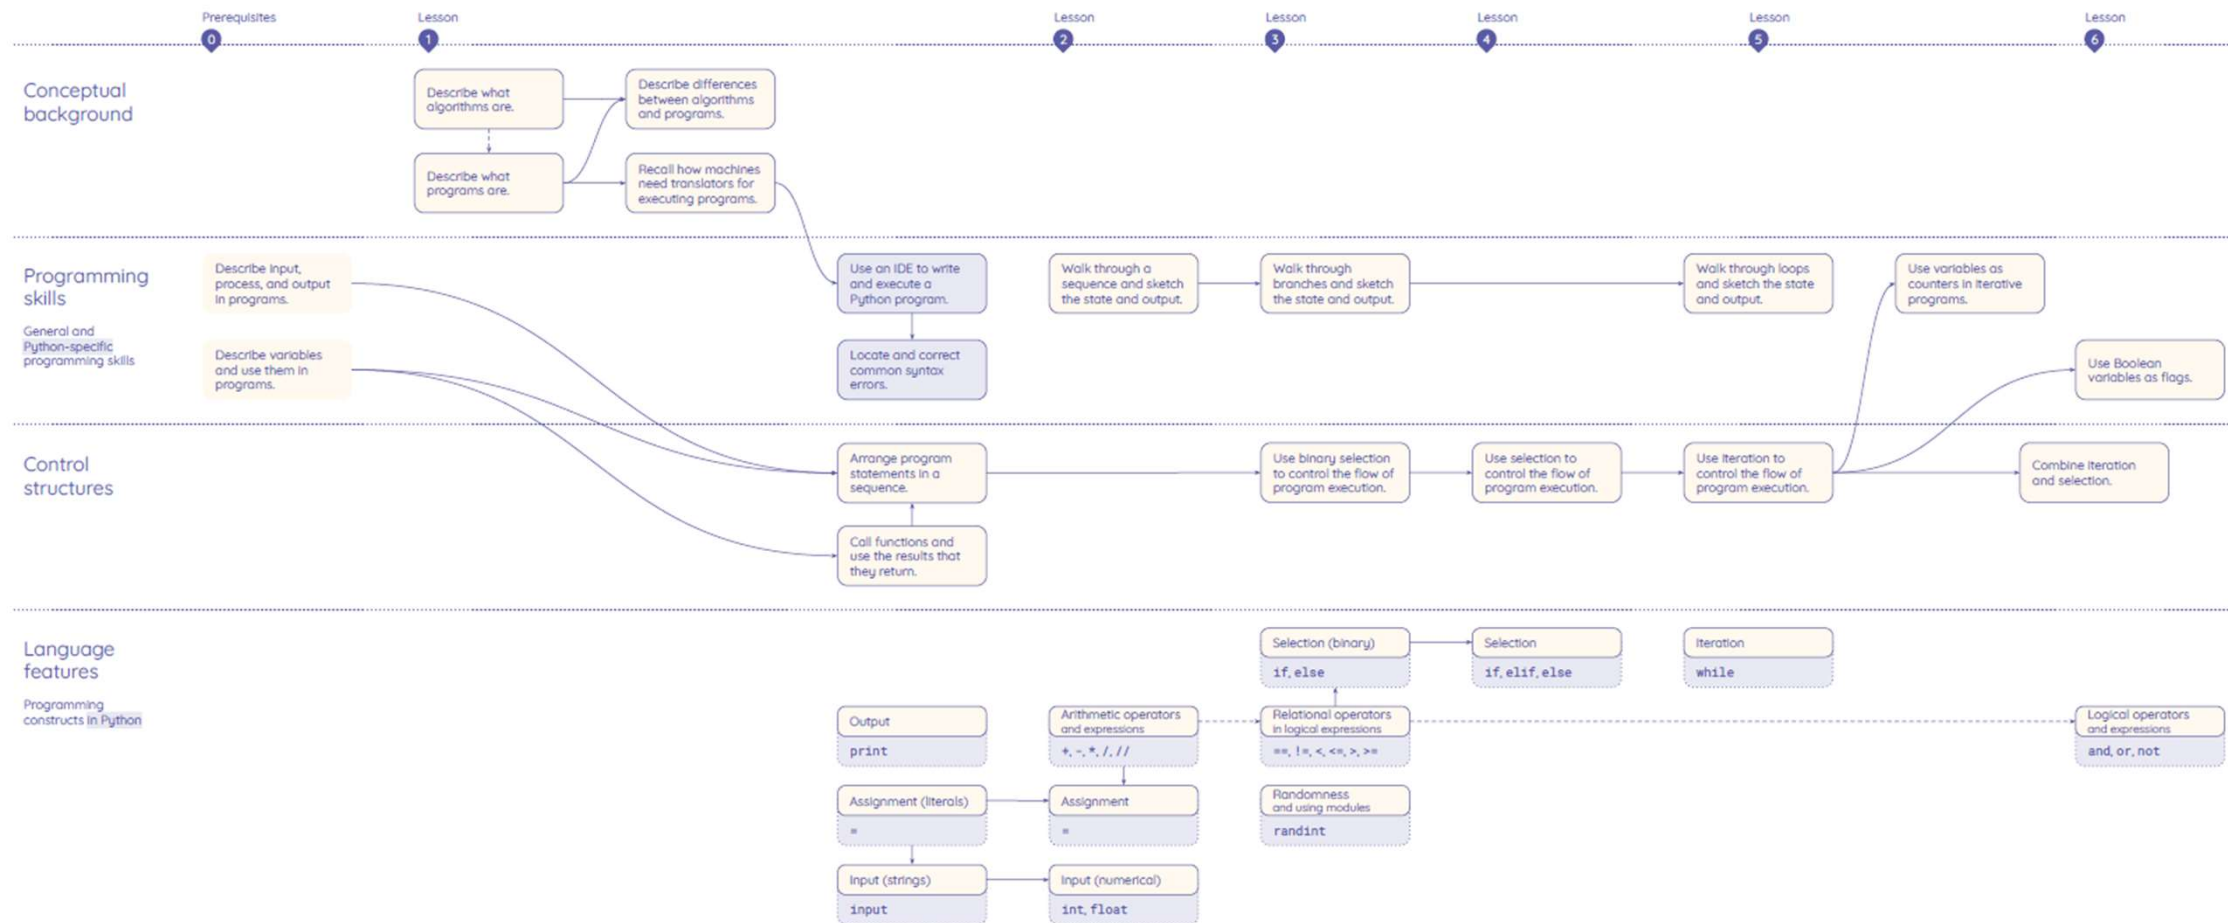 Prerequisites
0
Lesson
1
Lesson
2
Lesson
3
Lesson
4
Lesson
5
Lesson
6
Conceptual
background
Describe what
algorithms are.
Describe differences
between algorithms
and programs.
Describe what
programs are.
Recall how machines
need translators for
executing programs.
Programming
skills
General and
Python-specific
programming skills
Describe input,
process, and output
in programs.
Describe variables
and use them in
programs.
Use an IDE to write
and execute a
Python program.
Locate and correct
common syntax
errors.
Walk through a
sequence and sketch
the state and output.
Walk through
branches and sketch
the state and output.
Walk through loops
and sketch the state
and output.
Use variables as
counters in iterative
programs.
Use Boolean
variables as flags.
Control
structures
Arrange program
statements in a
sequence.
Call functions and
use the results that
they return.
Use binary selection
to control the flow of
program execution.
Use selection to
control the flow of
program execution.
Use iteration to
control the flow of
program execution.
Combine iteration
and selection.
Language
features
Programming
constructs in Python
Selection (binary)
if, else
Selection
if, elif, else
Iteration
while
Output
print
Arithmetic operators
and expressions
+, -, *, /, //
Relational operators
in logical expressions
==, !=, <, <=, >, >=
Logical operators
and expressions
and, or, not
Assignment (literals)
=
Assignment
=
Randomness
and using modules
randint
Input (strings)
input
Input (numerical)
int, float